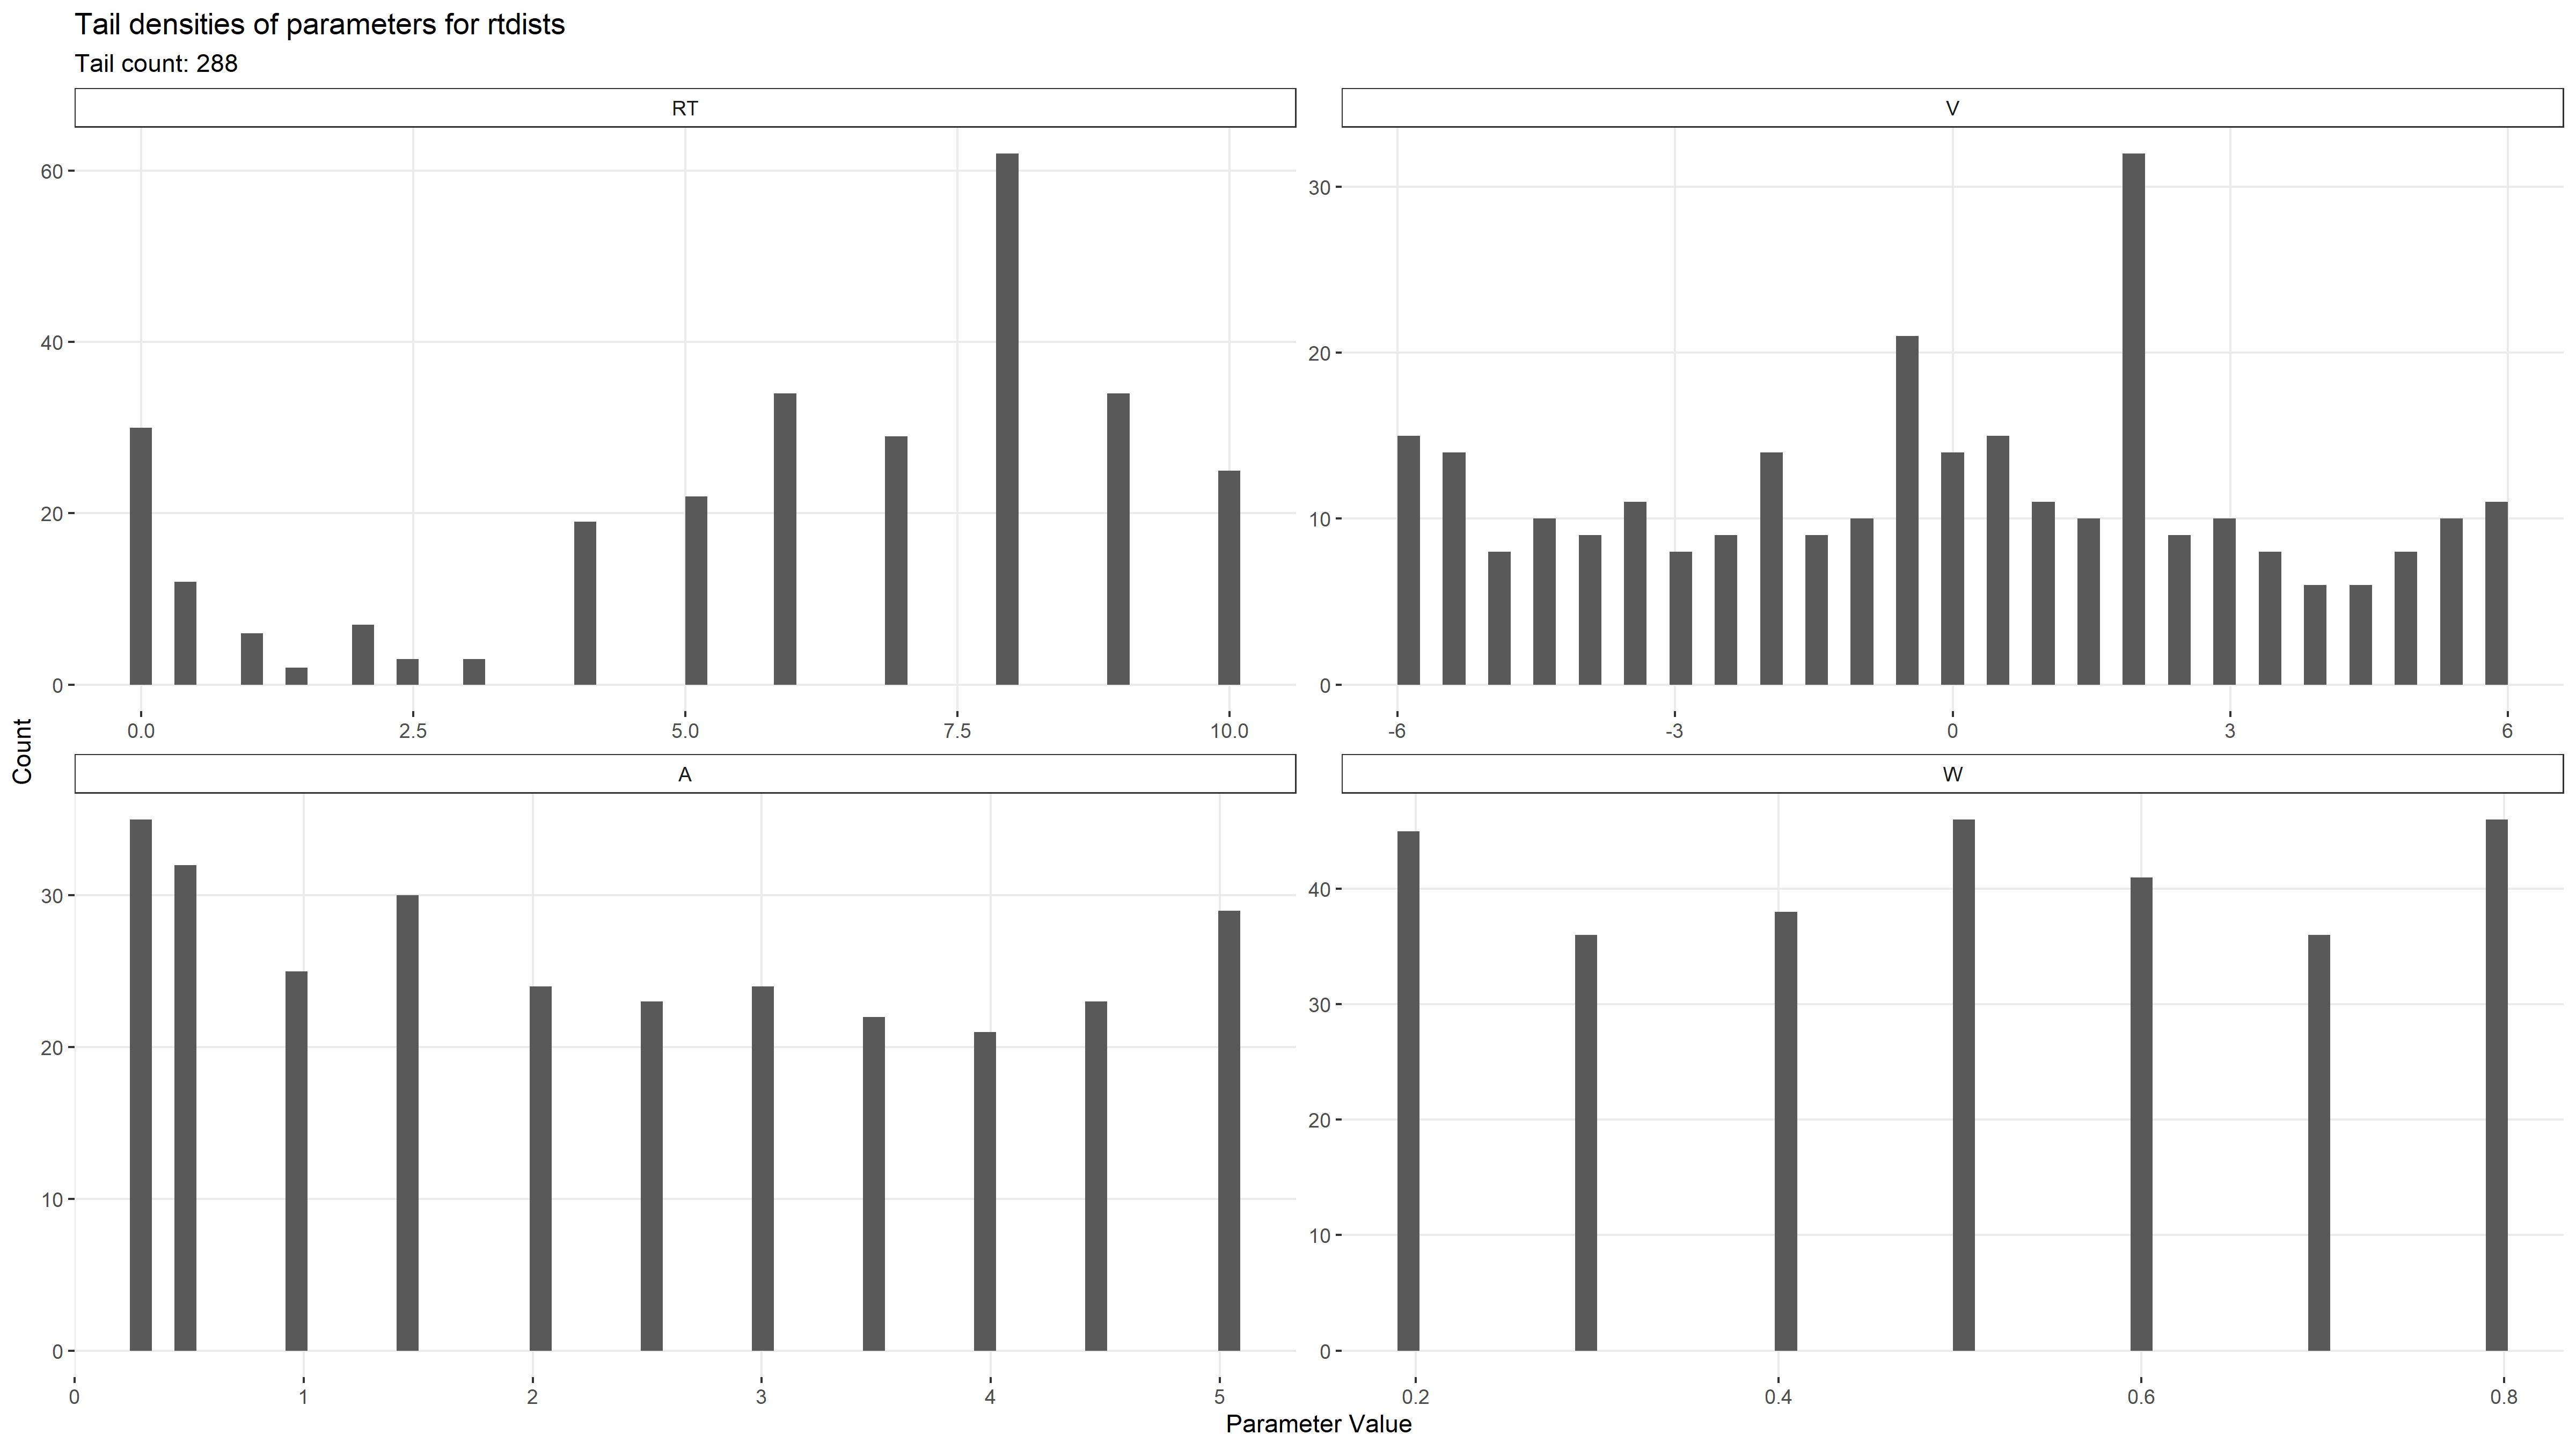 Tail densities of parameters for rtdists
Tail count: 288
RT
V
60
40
20
0
30
20
10
0
0.0 2.5 5.0 7.5 10.0
-6 -3 0 3 6
Count
A
W
30
20
10
0
40
30
20
10
0
0 1 2 3 4 5
0.2 0.4 0.6 0.8
Parameter Value